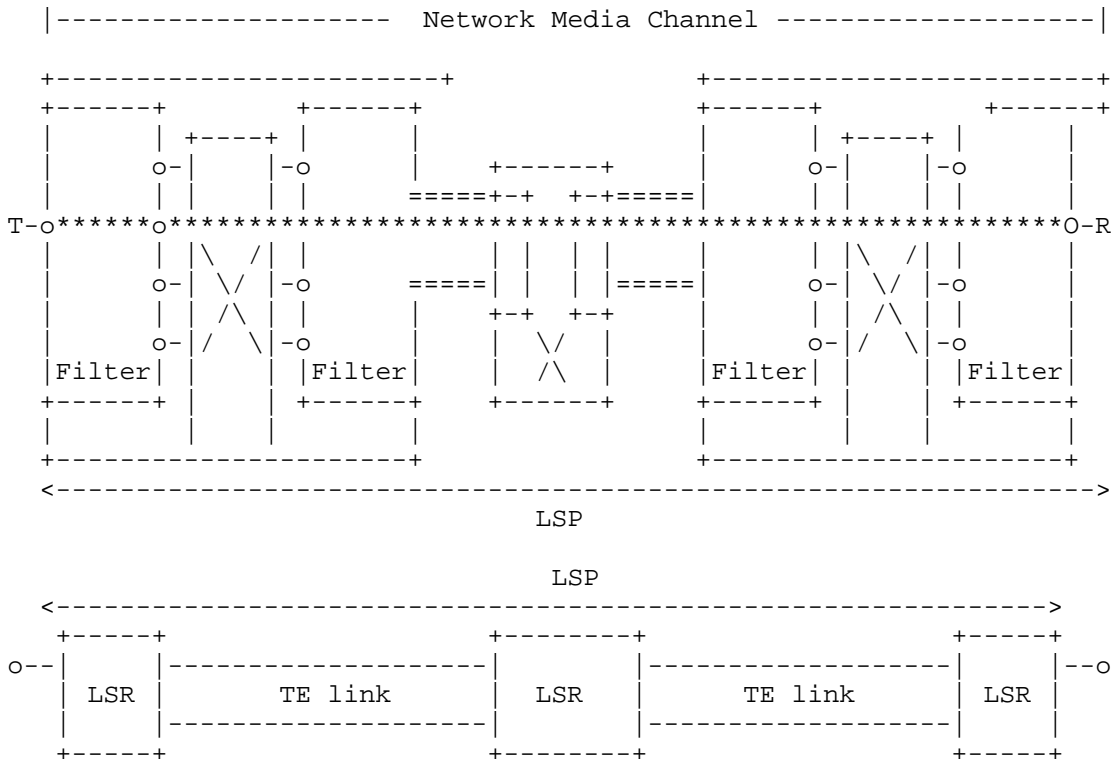 Network Media Channel
T R
Filter Filter Filter Filter
LSP
LSP
LSR TE link LSR TE link LSR